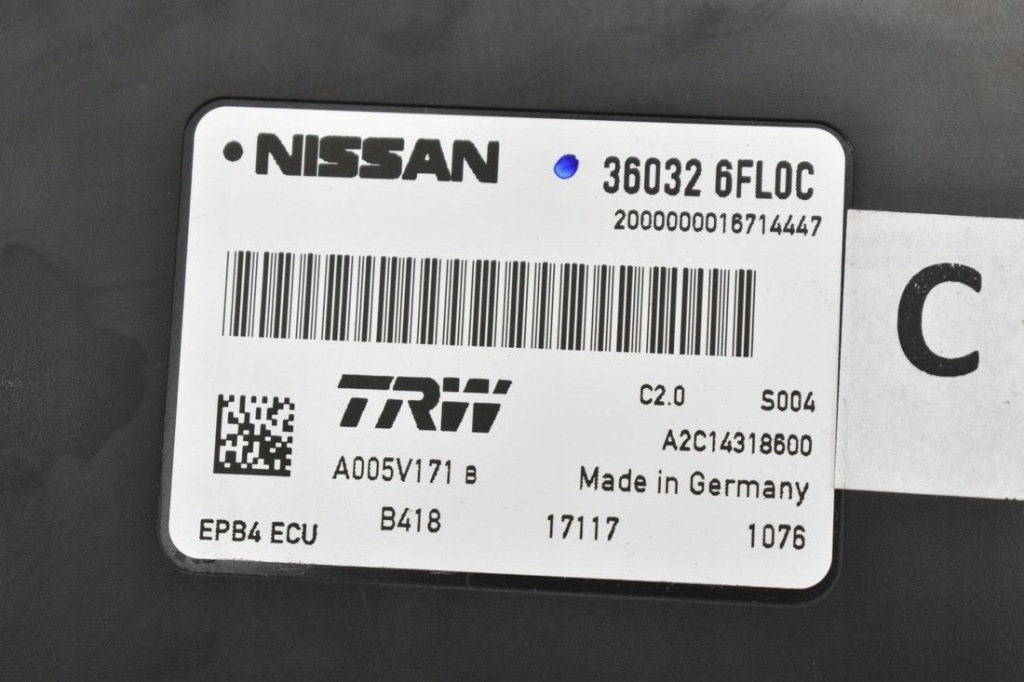 NISSAN 36032 6FL0C
2000000016714447
C
TRW C2.0 S004
A2C14318600
A005V171 B Made in Germany
EPB4 ECU B418 17117 1076